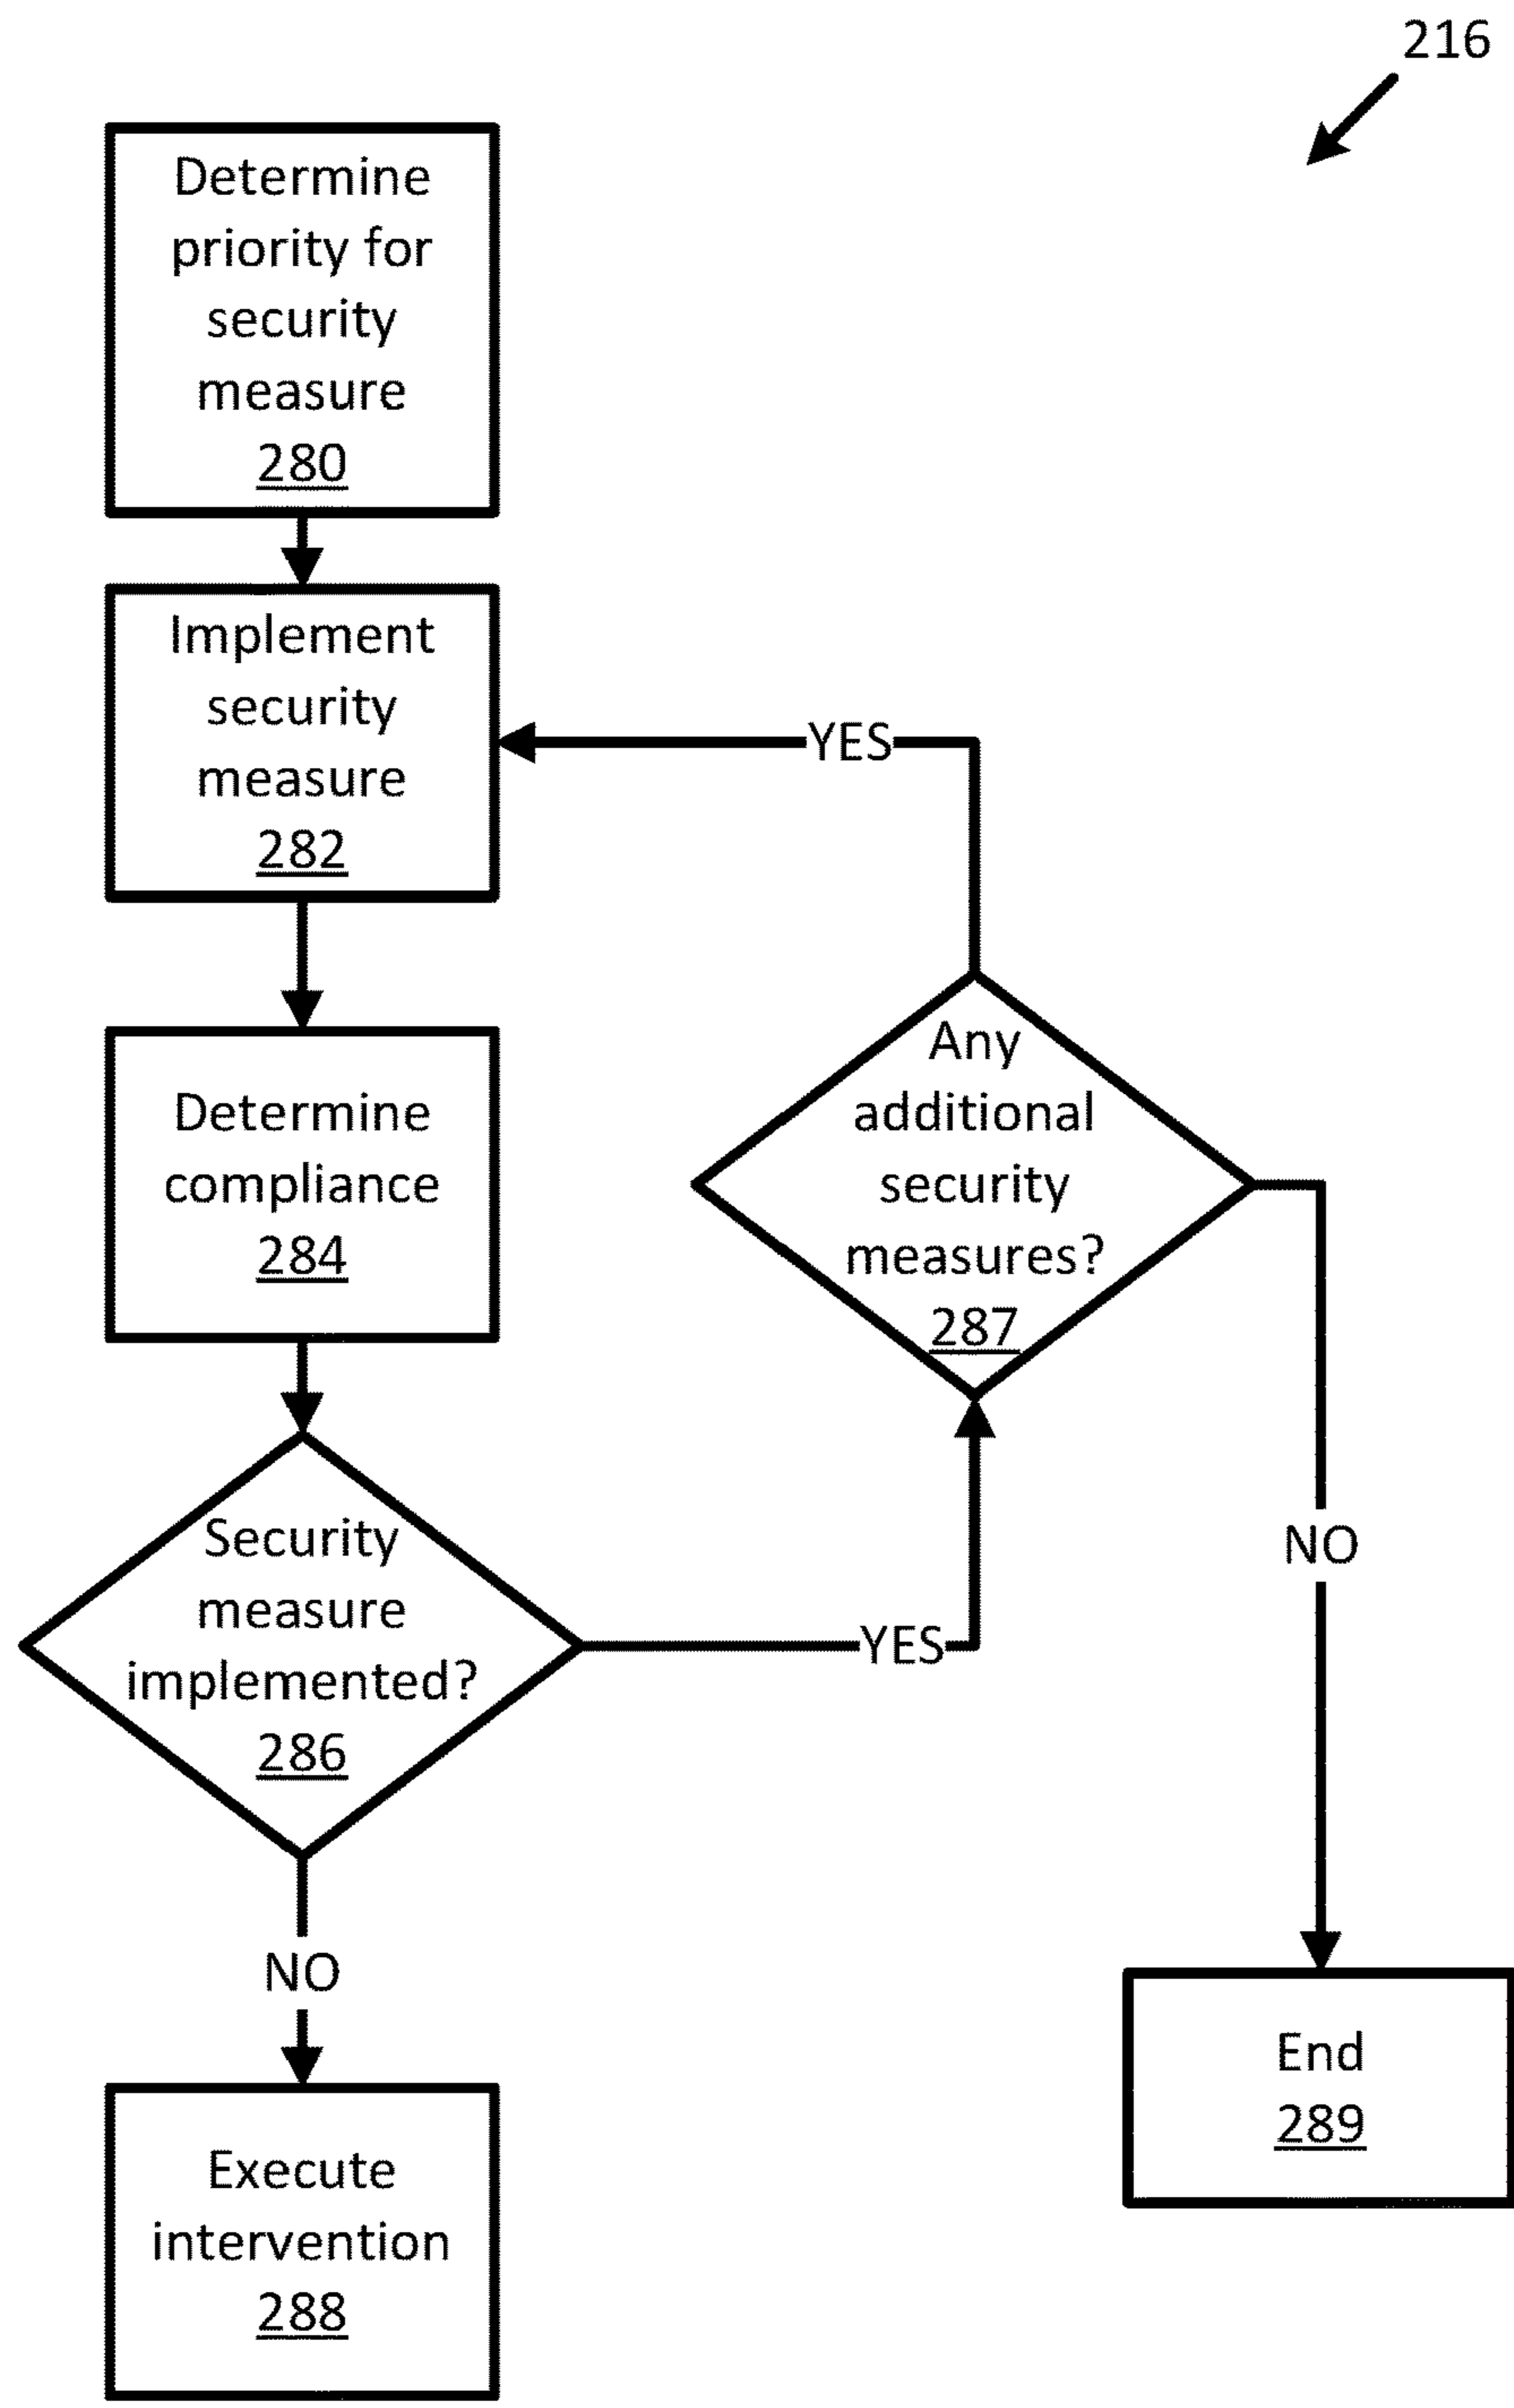 216
Determine
priority for
security
measure
280
Implement
security
measure
282
YES
Determine
compliance
284
Any
additional
security
measures?
287
Security
measure
implemented?
286
YES
NO
NO
Execute
intervention
288
End
289